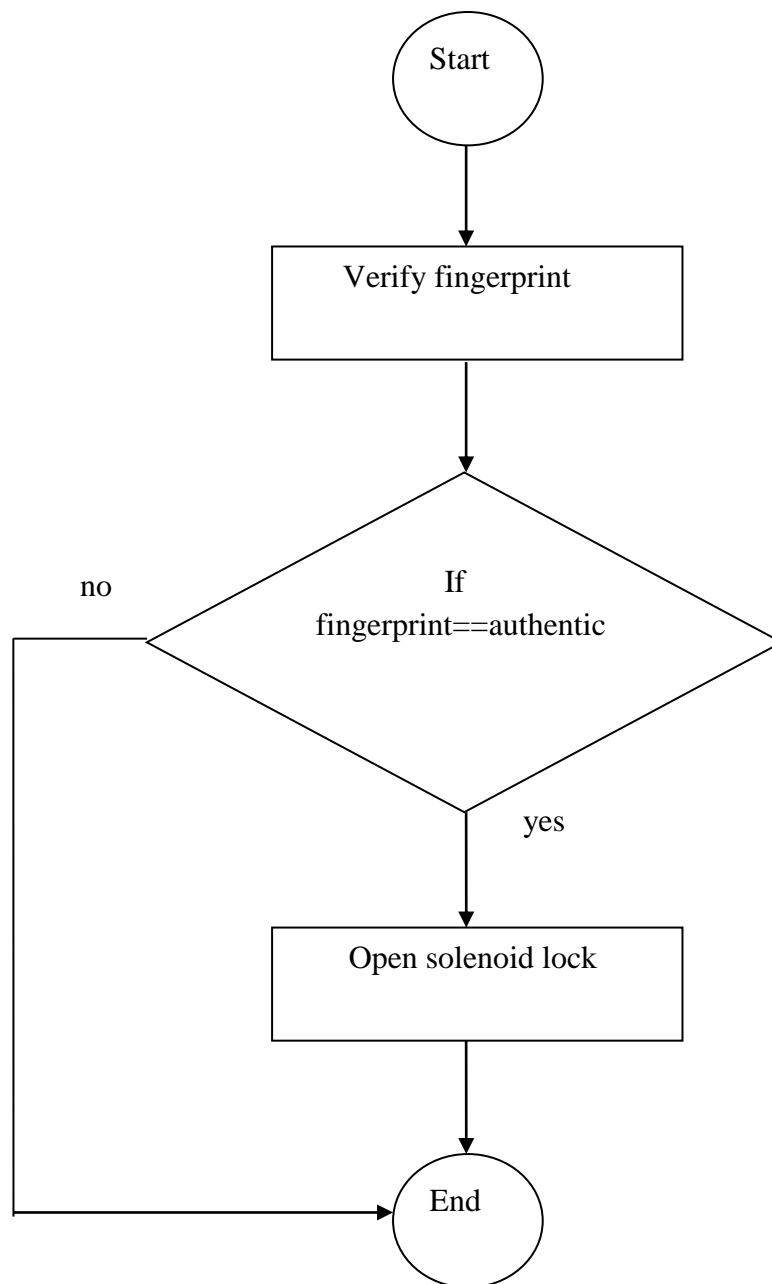 Start
Verify fingerprint
no
If
fingerprint==authentic
yes
Open solenoid lock
End